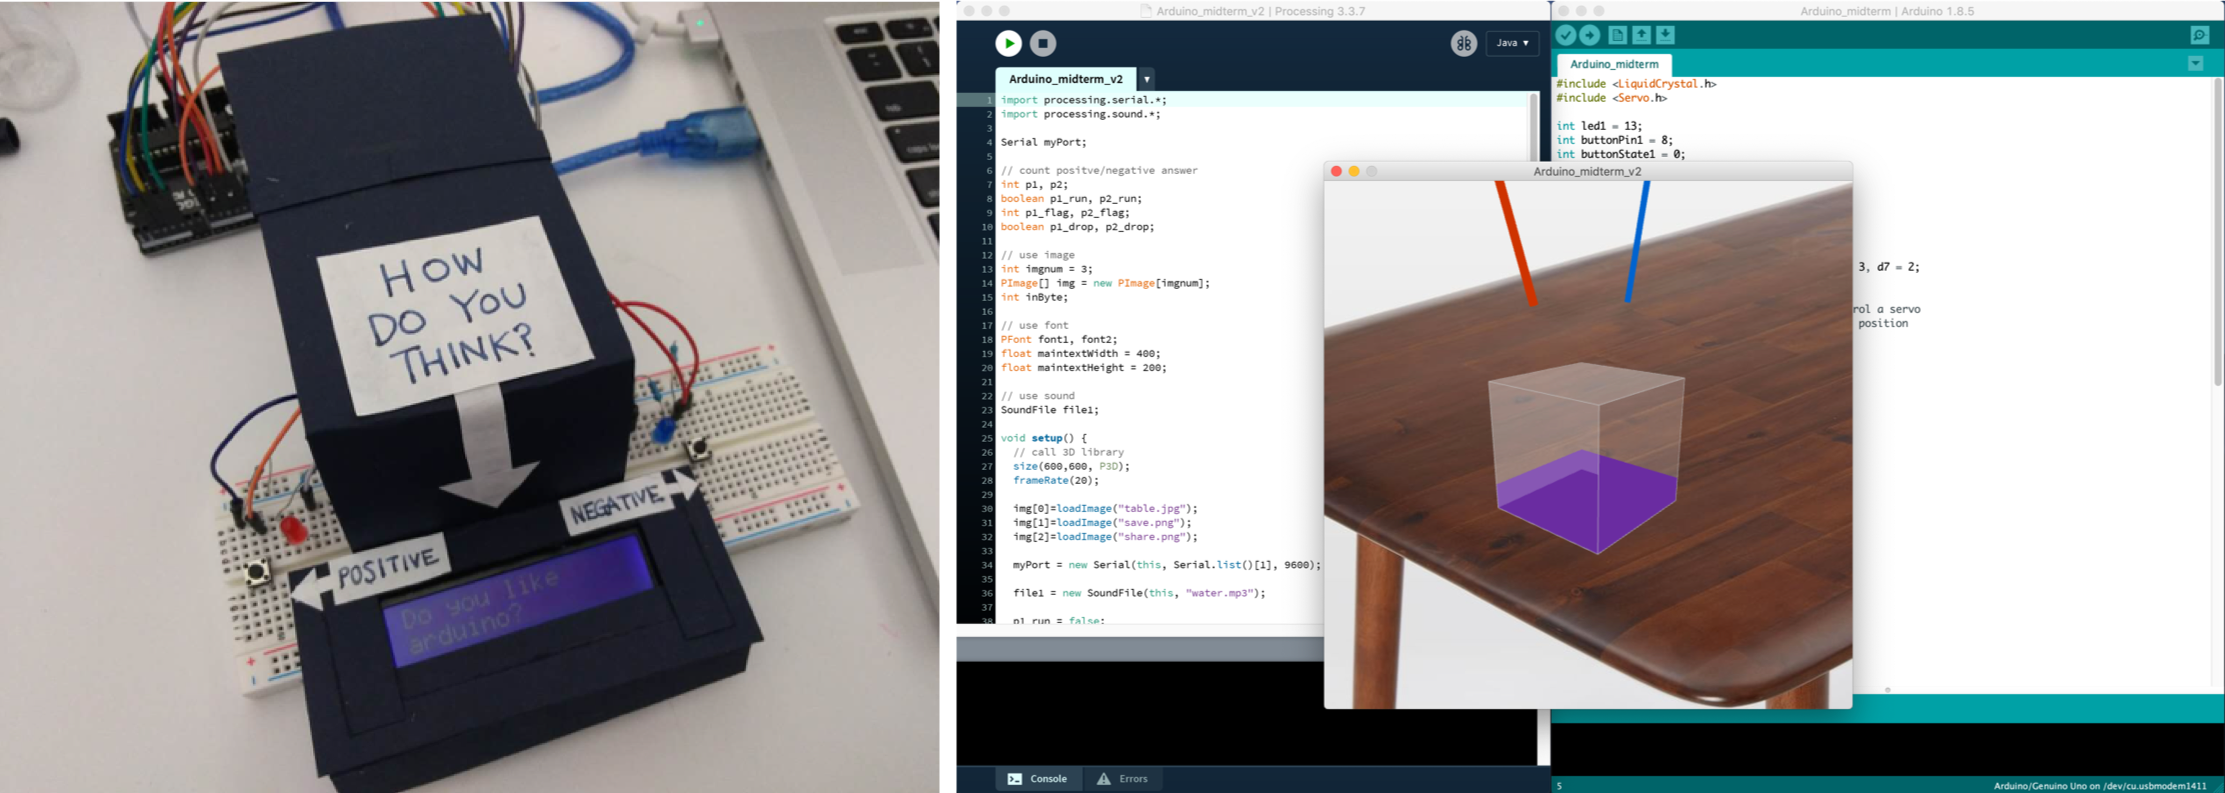 HOW
DO YOU
THINK?
NEGATIVE
POSITIVE
Do you like
arduino?
Arduino_midterm_v2 | Processing 3.3.7
Java ▾
Arduino_midterm_v2 ▾
1 import processing.serial.*;
2 import processing.sound.*;
3
4 Serial myPort;
5
6 // count positve/negative answer
7 int p1, p2;
8 boolean p1_run, p2_run;
9 int p1_flag, p2_flag;
10 boolean p1_drop, p2_drop;
11
12 // use image
13 int imgnum = 3;
14 PImage[] img = new PImage[imgnum];
15 int inByte;
16
17 // use font
18 PFont font1, font2;
19 float maintextWidth = 400;
20 float maintextHeight = 200;
21
22 // use sound
23 SoundFile file1;
24
25 void setup() {
26 // call 3D library
27 size(600,600, P3D);
28 frameRate(20);
29
30 img[0]=loadImage("table.jpg");
31 img[1]=loadImage("save.png");
32 img[2]=loadImage("share.png");
33
34 myPort = new Serial(this, Serial.list()[1], 9600);
35
36 file1 = new SoundFile(this, "water.mp3");
37
38 p1_run = false;
Console
Errors
Arduino_midterm | Arduino 1.8.5
Arduino_midterm
#include <LiquidCrystal.h>
#include <Servo.h>
int led1 = 13;
int buttonPin1 = 8;
int buttonState1 = 0;
Arduino_midterm_v2
3, d7 = 2;
rol a servo
position
5
Arduino/Genuino Uno on /dev/cu.usbmodem1411